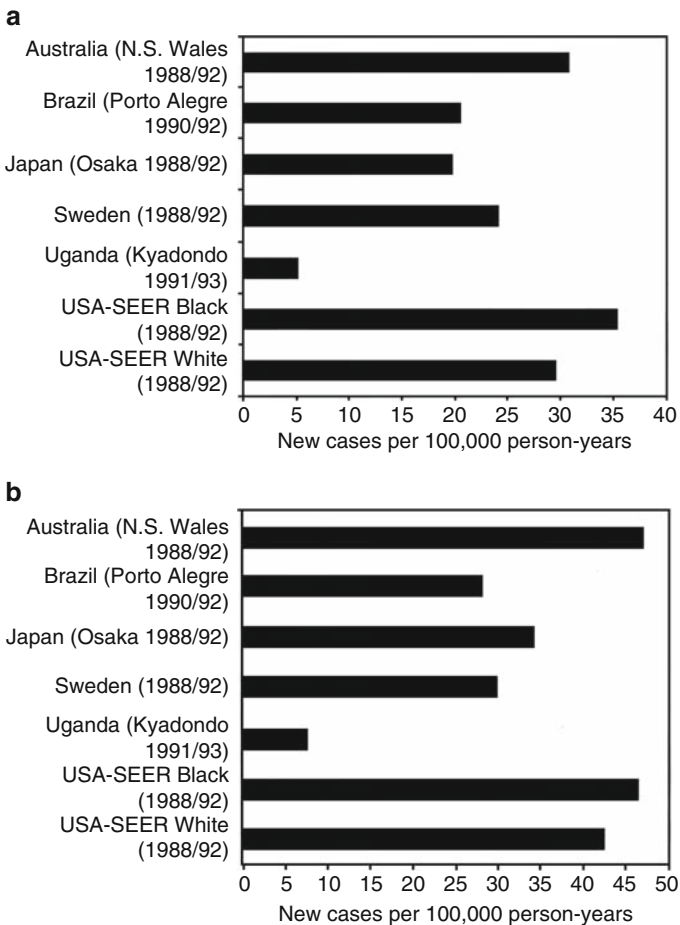 a
Australia (N.S. Wales
1988/92)
Brazil (Porto Alegre
1990/92)
Japan (Osaka 1988/92)
Sweden (1988/92)
Uganda (Kyadondo
1991/93)
USA-SEER Black
(1988/92)
USA-SEER White
(1988/92)
0 5 10 15 20 25 30 35 40
New cases per 100,000 person-years
b
Australia (N.S. Wales
1988/92)
Brazil (Porto Alegre
1990/92)
Japan (Osaka 1988/92)
Sweden (1988/92)
Uganda (Kyadondo
1991/93)
USA-SEER Black
(1988/92)
USA-SEER White
(1988/92)
0 5 10 15 20 25 30 35 40 45 50
New cases per 100,000 person-years